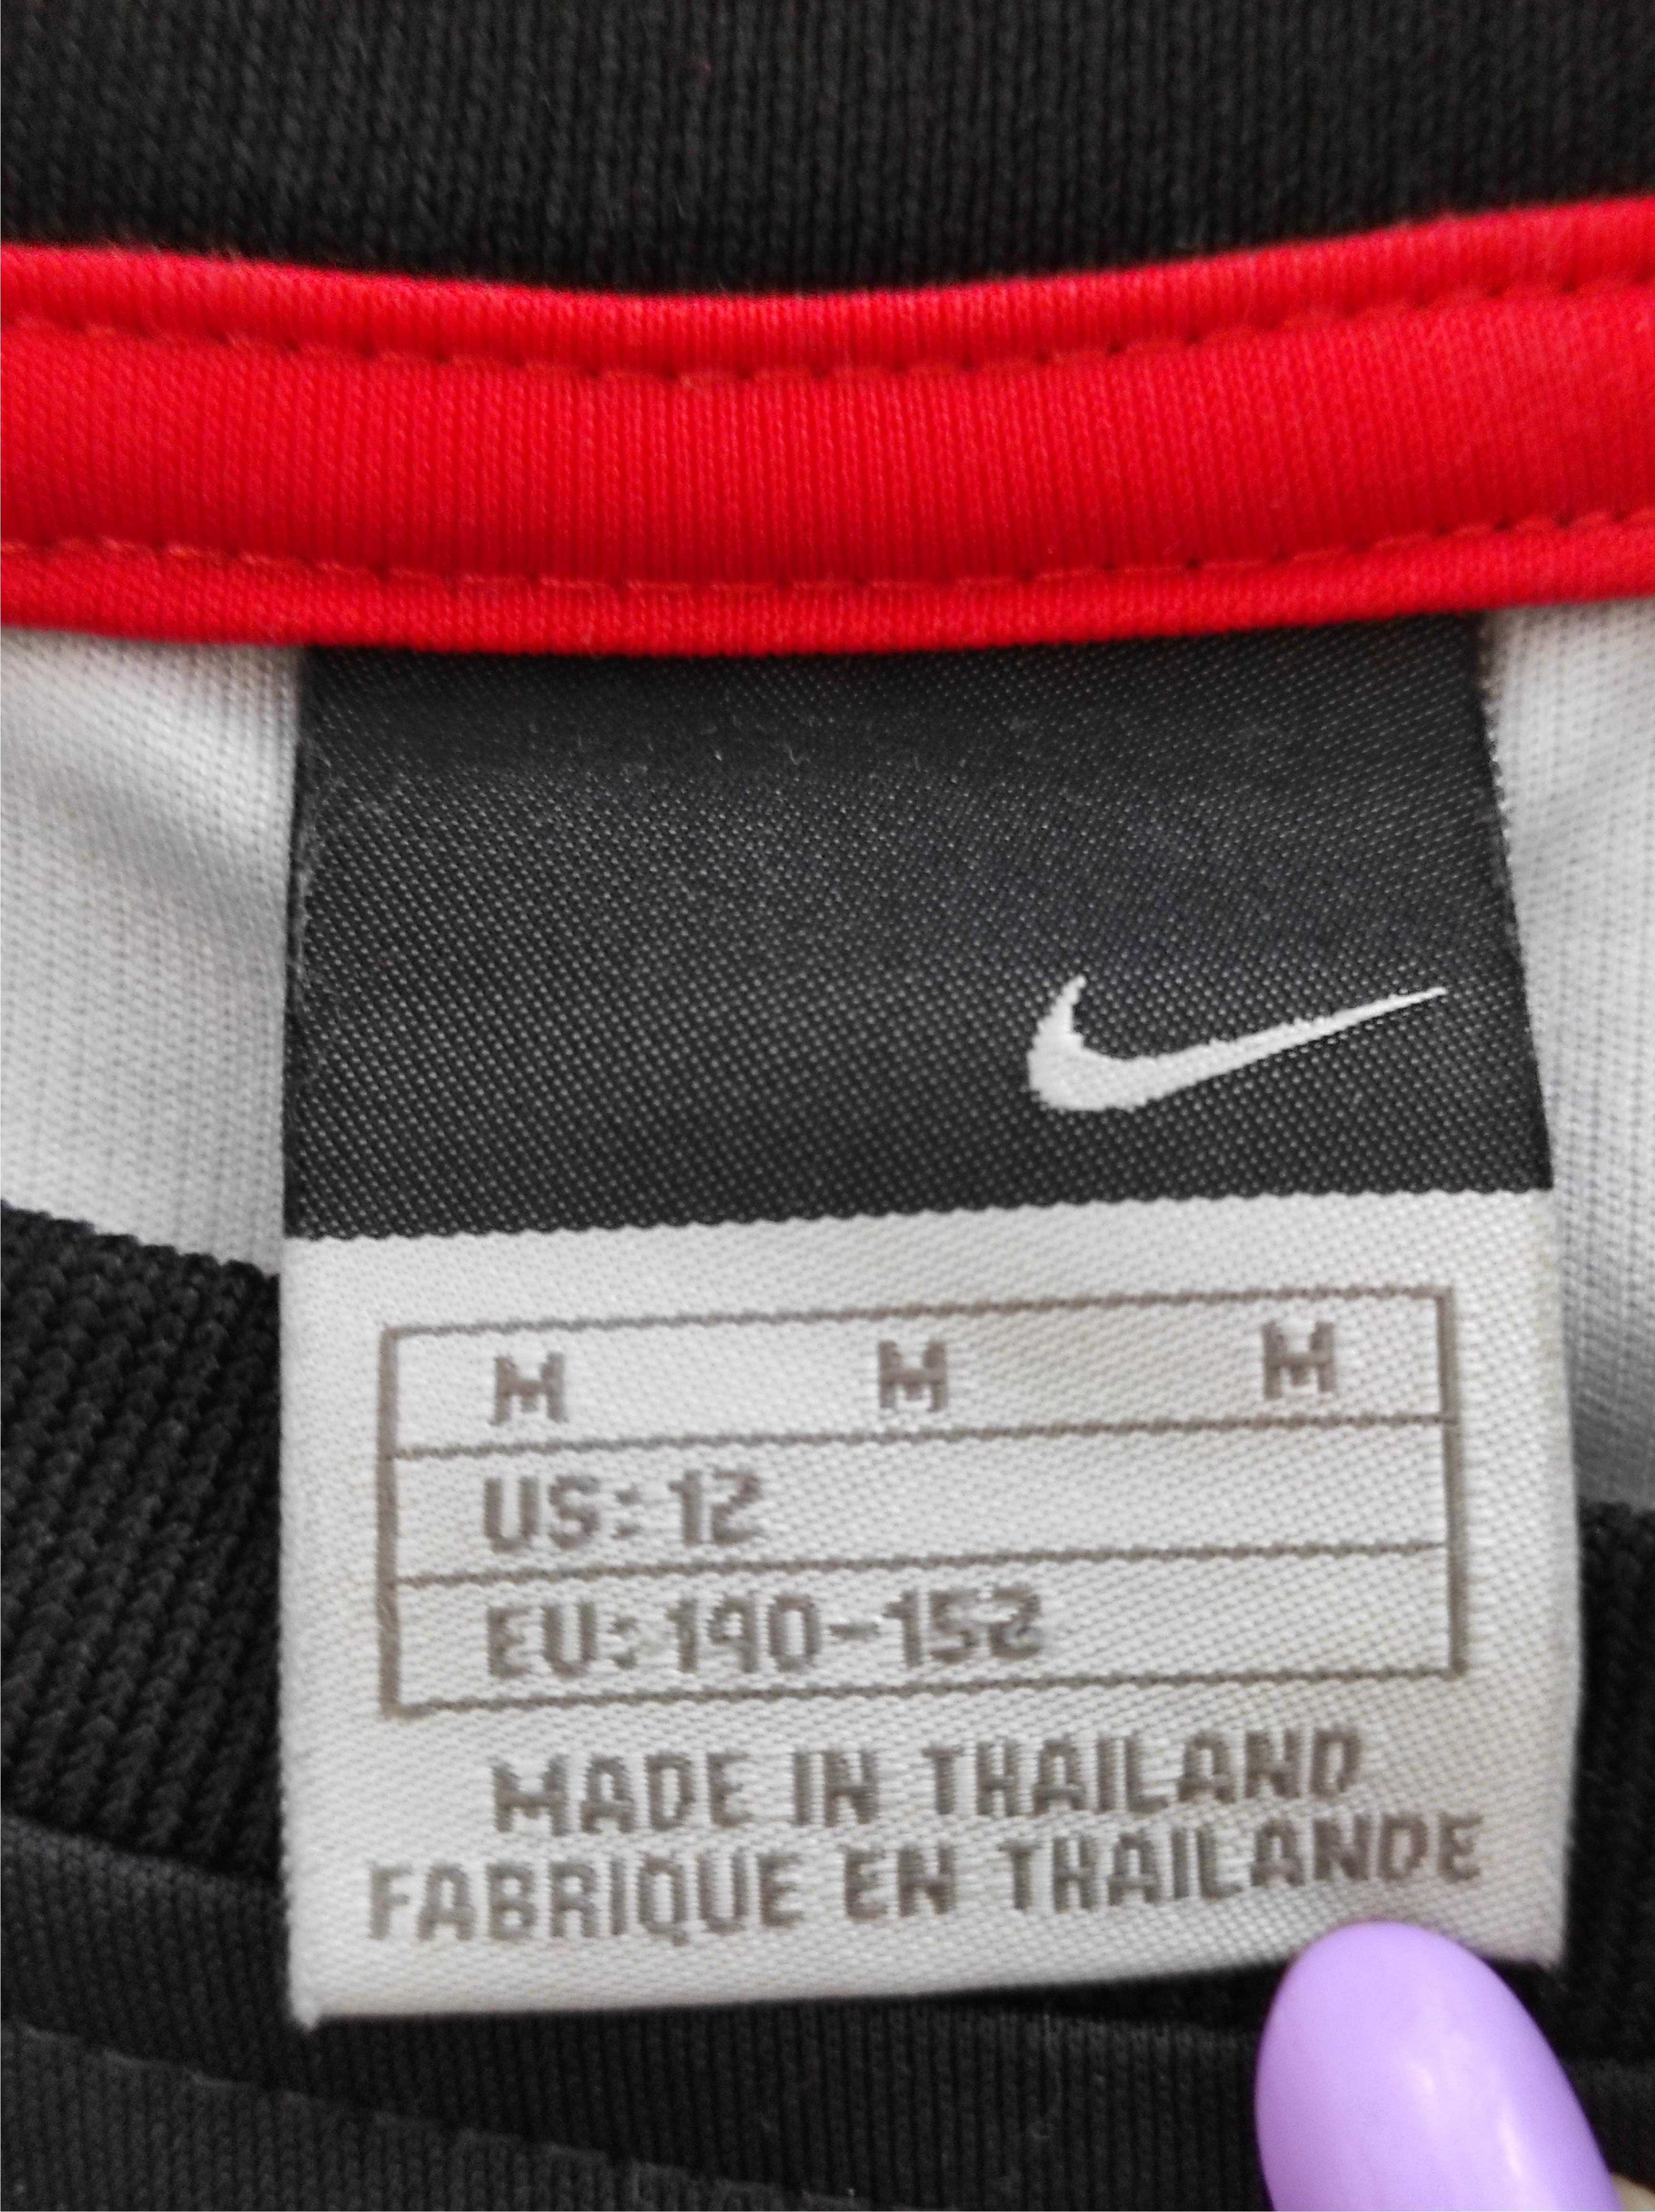 M M M
US: 12
EU: 140-152
MADE IN THAILAND
FABRIQUE EN THAILANDE